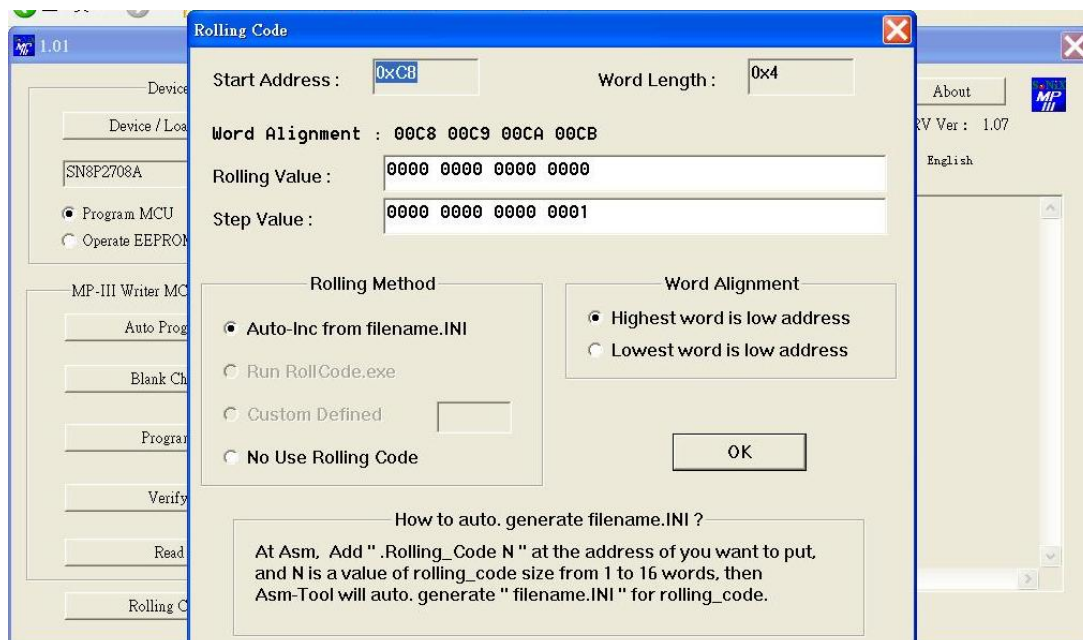 Rolling Code
1.01
Start Address :
0xC8
Word Length :
0x4
Word Alignment : 00C8 00C9 00CA 00CB
Rolling Value :
0000 0000 0000 0000
Step Value :
0000 0000 0000 0001
Rolling Method
Auto-Inc from filename.INI
Run RollCode.exe
Custom Defined
No Use Rolling Code
Word Alignment
Highest word is low address
Lowest word is low address
OK
How to auto. generate filename.INI ?
At Asm, Add " .Rolling_Code N " at the address of you want to put,
and N is a value of rolling_code size from 1 to 16 words, then
Asm-Tool will auto. generate " filename.INI " for rolling_code.
Device
Device / Loa
SN8P2708A
Program MCU
Operate EEPROM
MP-III Writer MC
Auto Prog
Blank Ch
Program
Verify
Read
Rolling C
About
SONiX
MP
III
RV Ver : 1.07
English